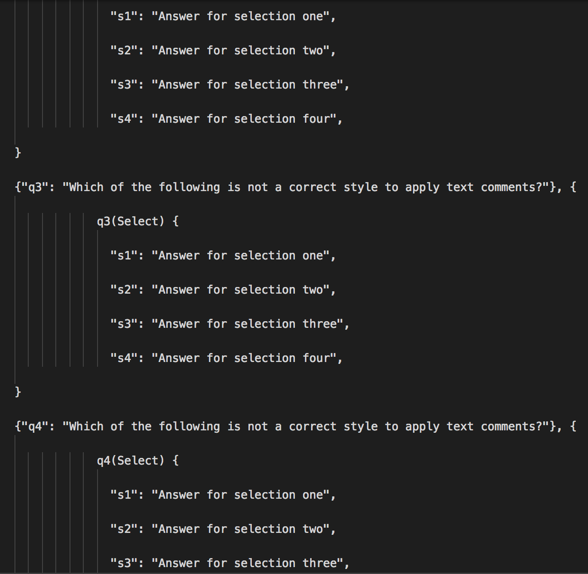 "s1": "Answer for selection one",
"s2": "Answer for selection two",
"s3": "Answer for selection three",
"s4": "Answer for selection four",
}
{"q3": "Which of the following is not a correct style to apply text comments?"}, {
q3(Select) {
"s1": "Answer for selection one",
"s2": "Answer for selection two",
"s3": "Answer for selection three",
"s4": "Answer for selection four",
}
{"q4": "Which of the following is not a correct style to apply text comments?"}, {
q4(Select) {
"s1": "Answer for selection one",
"s2": "Answer for selection two",
"s3": "Answer for selection three",